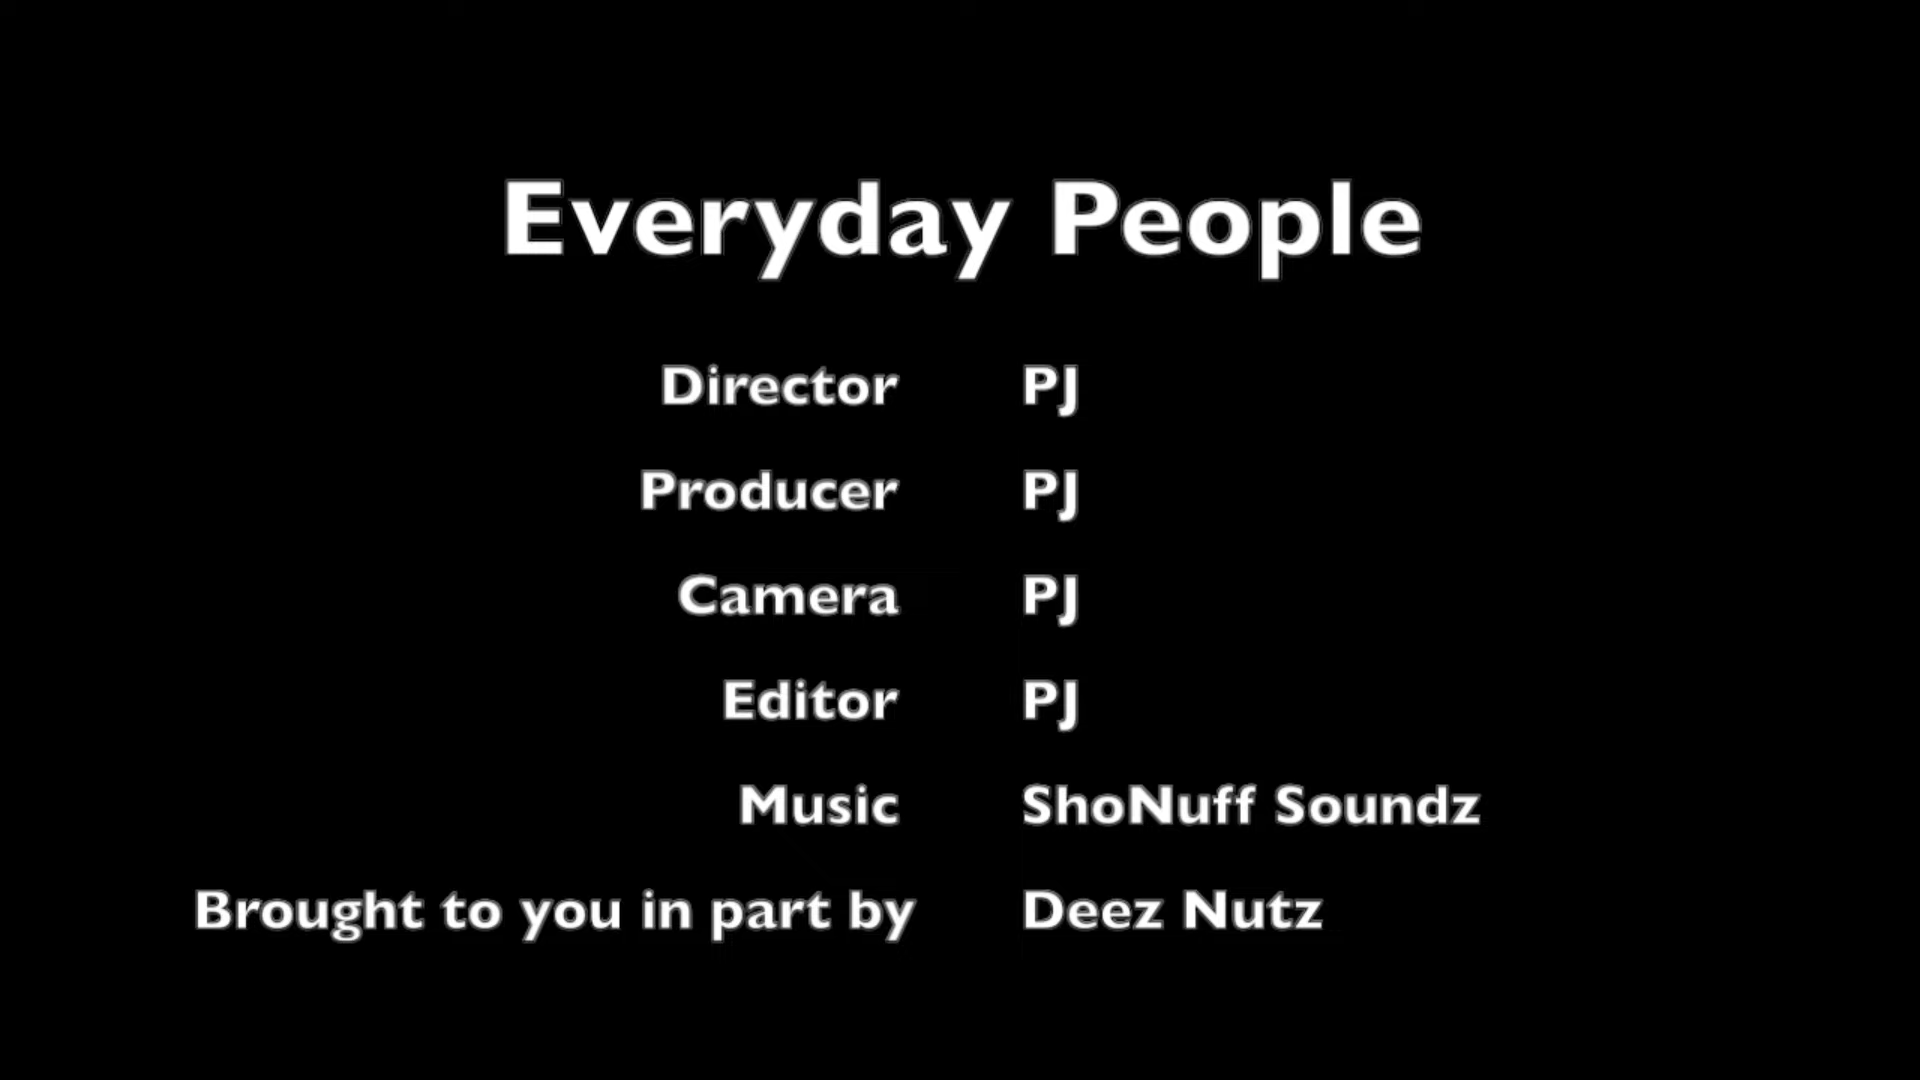 Everyday People
Director PJ
Producer PJ
Camera PJ
Editor PJ
Music ShoNuff Soundz
Brought to you in part by Deez Nutz